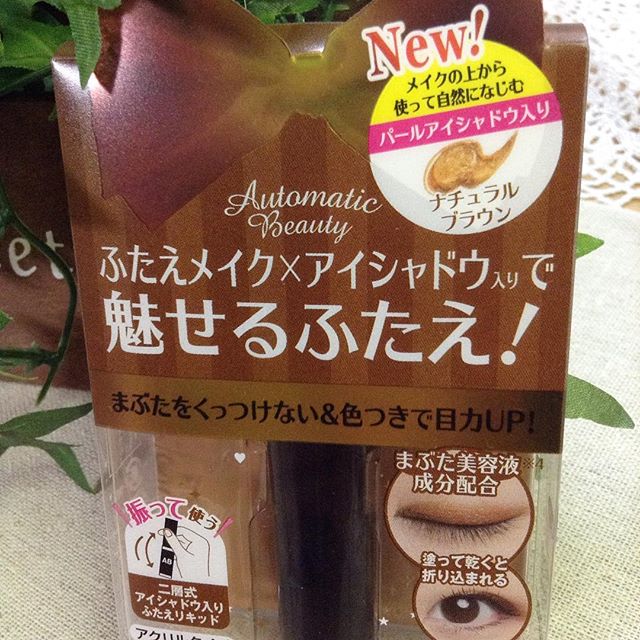 New!
メイクの上から
使って自然になじむ
パールアイシャドウ入り
ナチュラル
ブラウン
Automatic
Beauty
et
ふたえメイク×アイシャドウ入りで
魅せるふたえ!
まぶたをくっつけない&色つきで目力UP!
まぶた美容液※4
成分配合
振って使う
AB
二層式
アイシャドウ入り
ふたえリキッド
塗って乾くと
折り込まれる